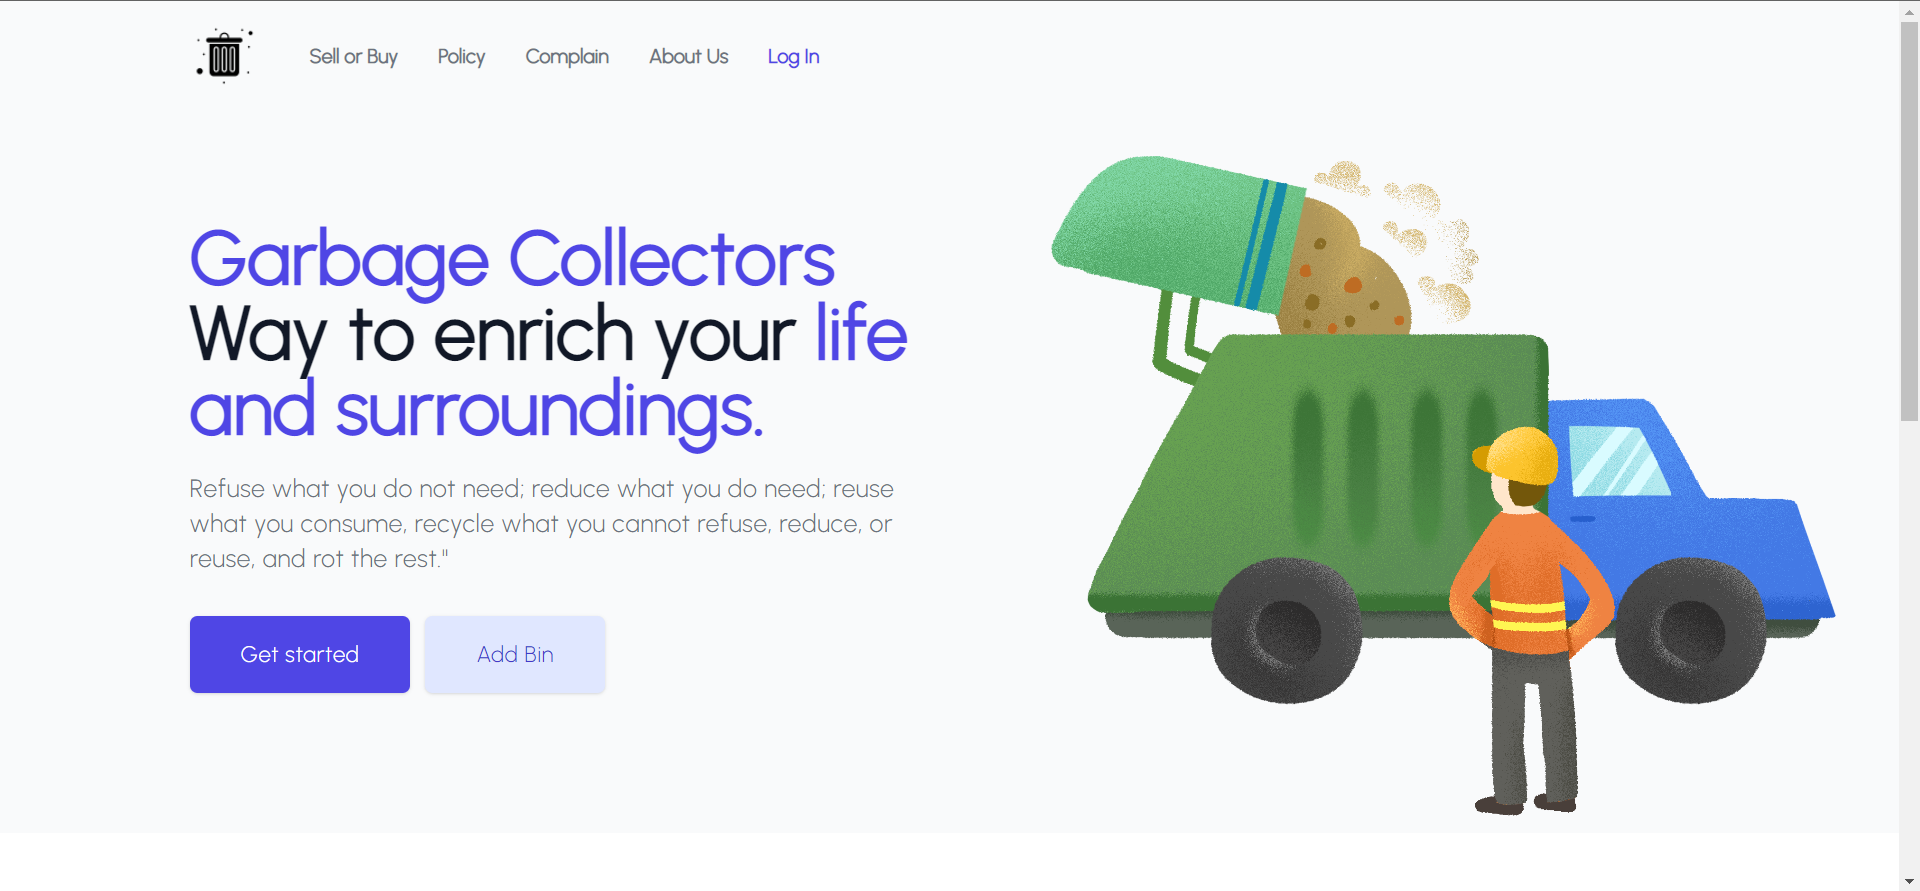 Sell or Buy Policy Complain About Us Log In
Garbage Collectors
Way to enrich your life
and surroundings.
Refuse what you do not need; reduce what you do need; reuse
what you consume, recycle what you cannot refuse, reduce, or
reuse, and rot the rest."
Get started Add Bin